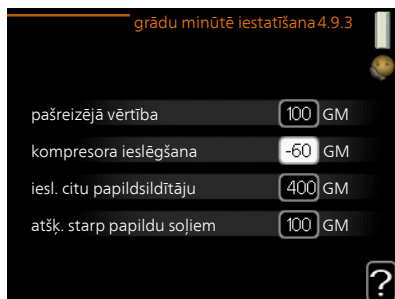 grādu minūtē iestatīšana 4.9.3
pašreizējā vērtība 100 GM
kompresora ieslēgšana -60 GM
iesl. citu papildsildītāju 400 GM
atšķ. starp papildu soļiem 100 GM
?